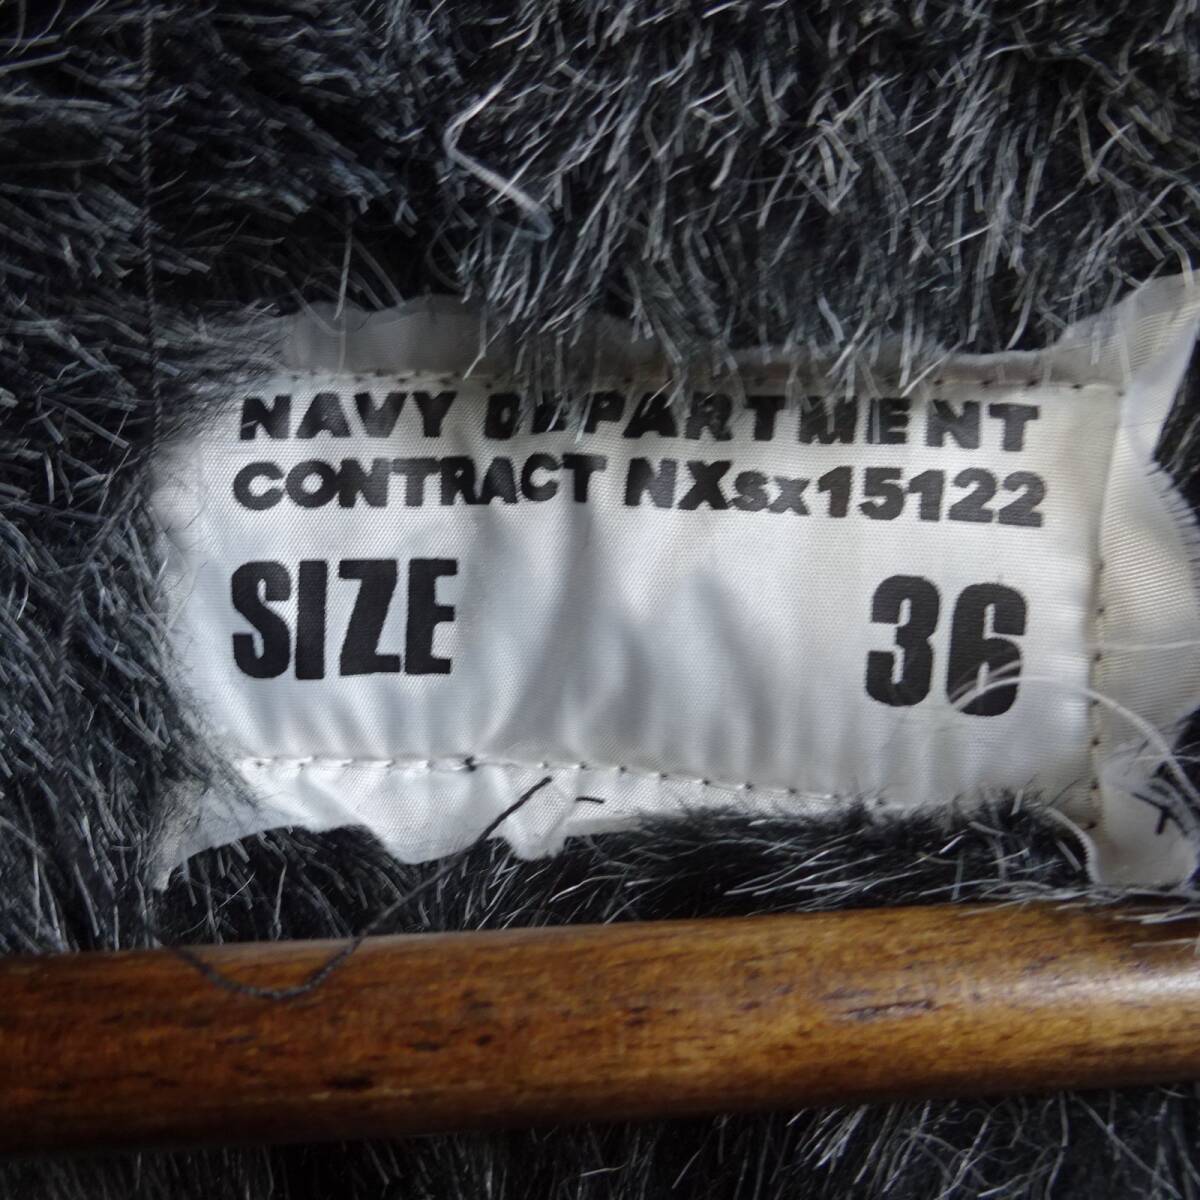 NAVY DEPARTMENT
CONTRACT NXsx15122
SIZE 36